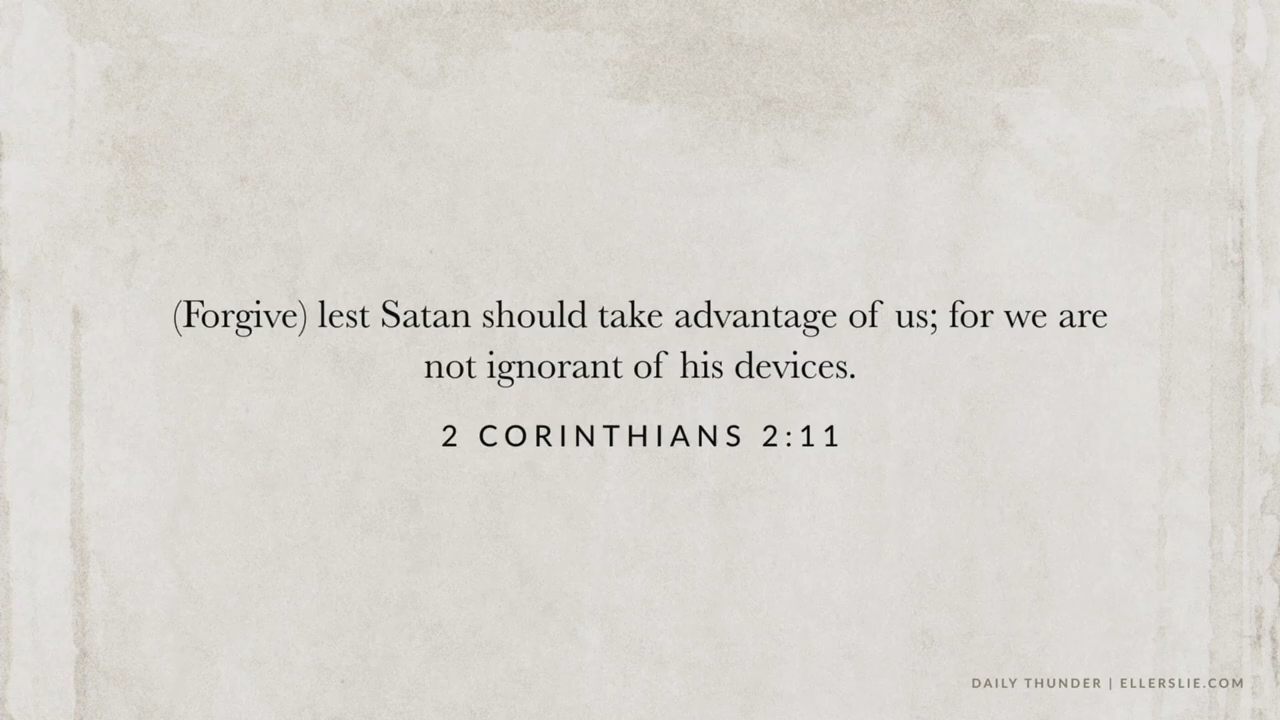 (Forgive) lest Satan should take advantage of us; for we are
not ignorant of his devices.
2 CORINTHIANS 2:11
DAILY THUNDER | ELLERSLIE.COM